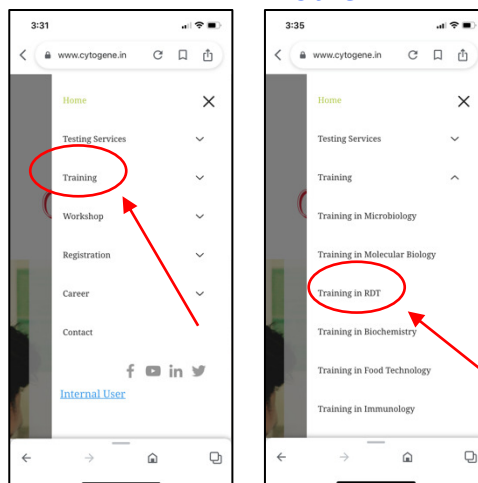 3:31
www.cytogene.in
Home
Testing Services
Training
Workshop
Registration
Career
Contact
Internal User
3:35
www.cytogene.in
Home
Testing Services
Training
Training in Microbiology
Training in Molecular Biology
Training in RDT
Training in Biochemistry
Training in Food Technology
Training in Immunology